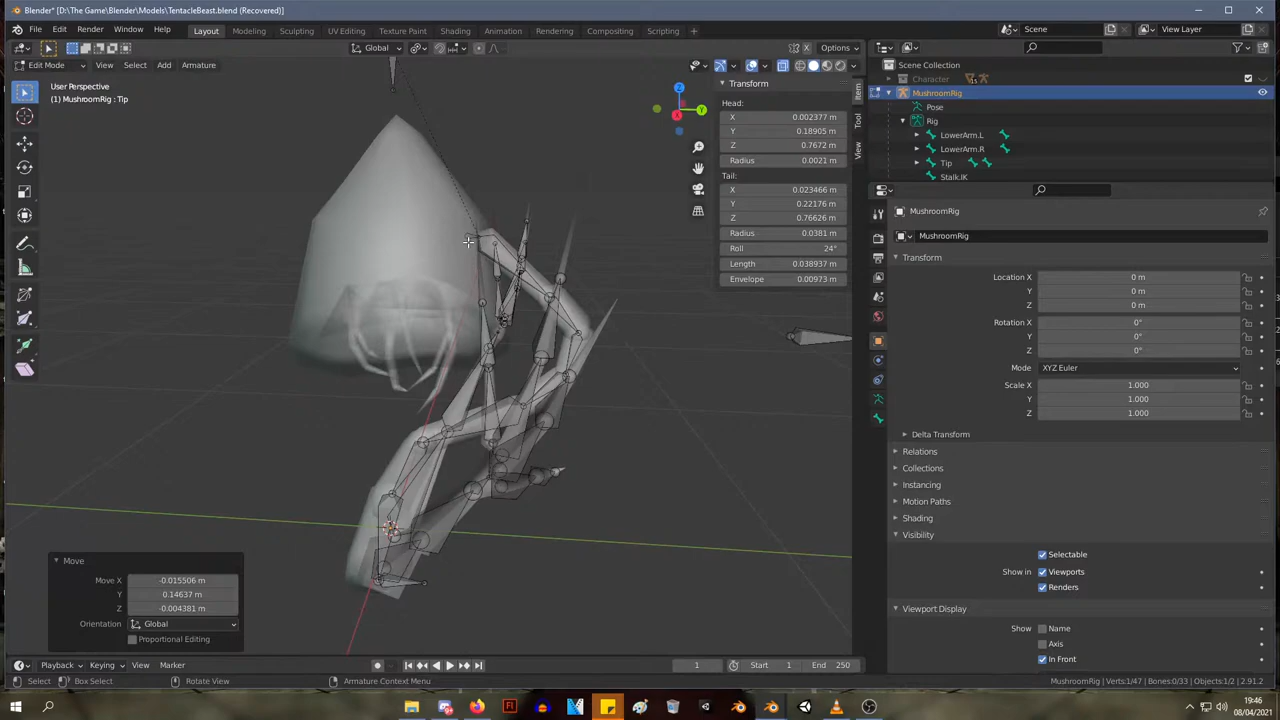 Blender* [D:\The Game\Blender\Models\TentacleBeast.blend (Recovered)]
File Edit Render Window Help Layout Modeling Sculpting UV Editing Texture Paint Shading Animation Rendering Compositing Scripting + Scene View Layer
Global Options
Edit Mode View Select Add Armature
User Perspective
(1) MushroomRig : Tip
Z
Y
X
Transform
Head:
X 0.002377 m
Y 0.18905 m
Z 0.7672 m
Radius 0.0021 m
Tail:
X 0.023466 m
Y 0.22176 m
Z 0.76626 m
Radius 0.0381 m
Roll 24°
Length 0.038937 m
Envelope 0.00973 m
Item
Tool
View
Scene Collection
Character
MushroomRig
Pose
Rig
LowerArm.L
LowerArm.R
Tip
Stalk.IK
MushroomRig
MushroomRig
Transform
Location X 0 m
Y 0 m
Z 0 m
Rotation X 0°
Y 0°
Z 0°
Mode XYZ Euler
Scale X 1.000
Y 1.000
Z 1.000
Delta Transform
Relations
Collections
Instancing
Motion Paths
Shading
Visibility
Selectable
Show in Viewports
Renders
Viewport Display
Show Name
Axis
In Front
Move
Move X -0.015506 m
Y 0.14637 m
Z -0.004381 m
Orientation Global
Proportional Editing
Playback Keying View Marker 1 Start 1 End 250
Select Box Select Rotate View Armature Context Menu MushroomRig | Verts:1/47 | Bones:0/33 | Objects:1/2 | 2.91.2
19:46
08/04/2021